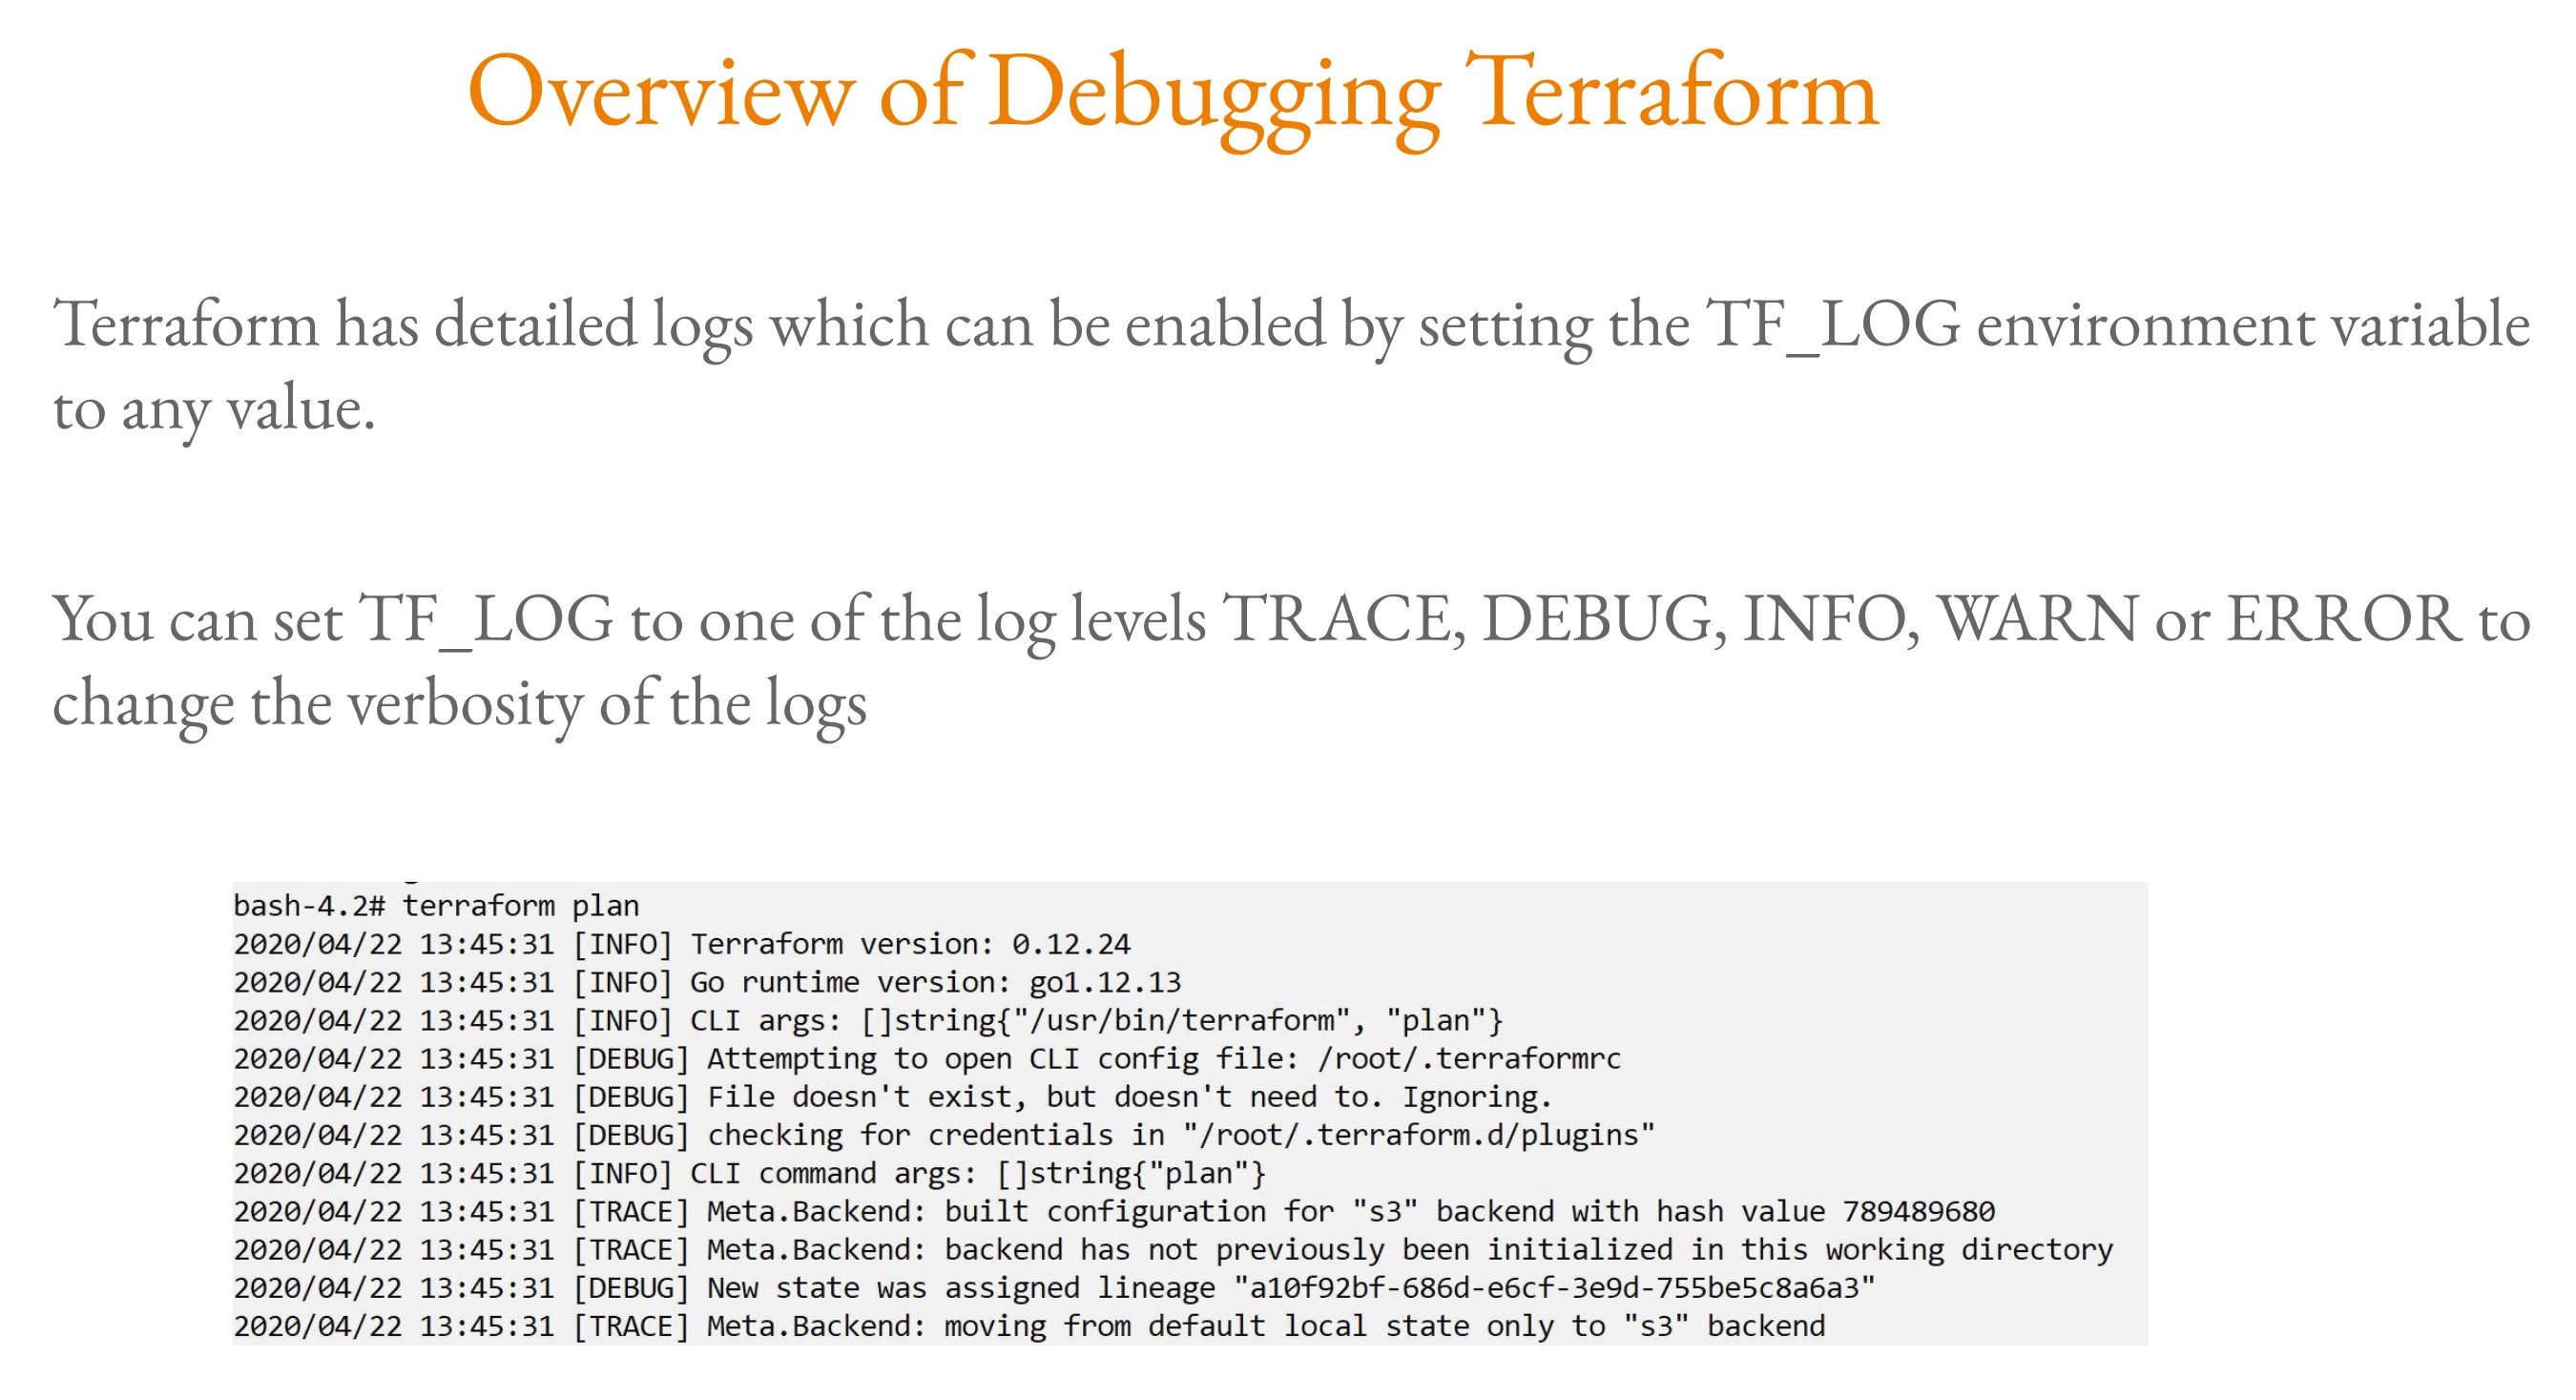 Overview of Debugging Terraform
Terraform has detailed logs which can be enabled by setting the TF_LOG environment variable
to any value.
You can set TF_LOG to one of the log levels TRACE, DEBUG, INFO, WARN or ERROR to
change the verbosity of the logs
bash-4.2# terraform plan
2020/04/22 13:45:31 [INFO] Terraform version: 0.12.24
2020/04/22 13:45:31 [INFO] Go runtime version: go1.12.13
2020/04/22 13:45:31 [INFO] CLI args: []string{"/usr/bin/terraform", "plan"}
2020/04/22 13:45:31 [DEBUG] Attempting to open CLI config file: /root/.terraformrc
2020/04/22 13:45:31 [DEBUG] File doesn't exist, but doesn't need to. Ignoring.
2020/04/22 13:45:31 [DEBUG] checking for credentials in "/root/.terraform.d/plugins"
2020/04/22 13:45:31 [INFO] CLI command args: []string{"plan"}
2020/04/22 13:45:31 [TRACE] Meta.Backend: built configuration for "s3" backend with hash value 789489680
2020/04/22 13:45:31 [TRACE] Meta.Backend: backend has not previously been initialized in this working directory
2020/04/22 13:45:31 [DEBUG] New state was assigned lineage "a10f92bf-686d-e6cf-3e9d-755be5c8a6a3"
2020/04/22 13:45:31 [TRACE] Meta.Backend: moving from default local state only to "s3" backend